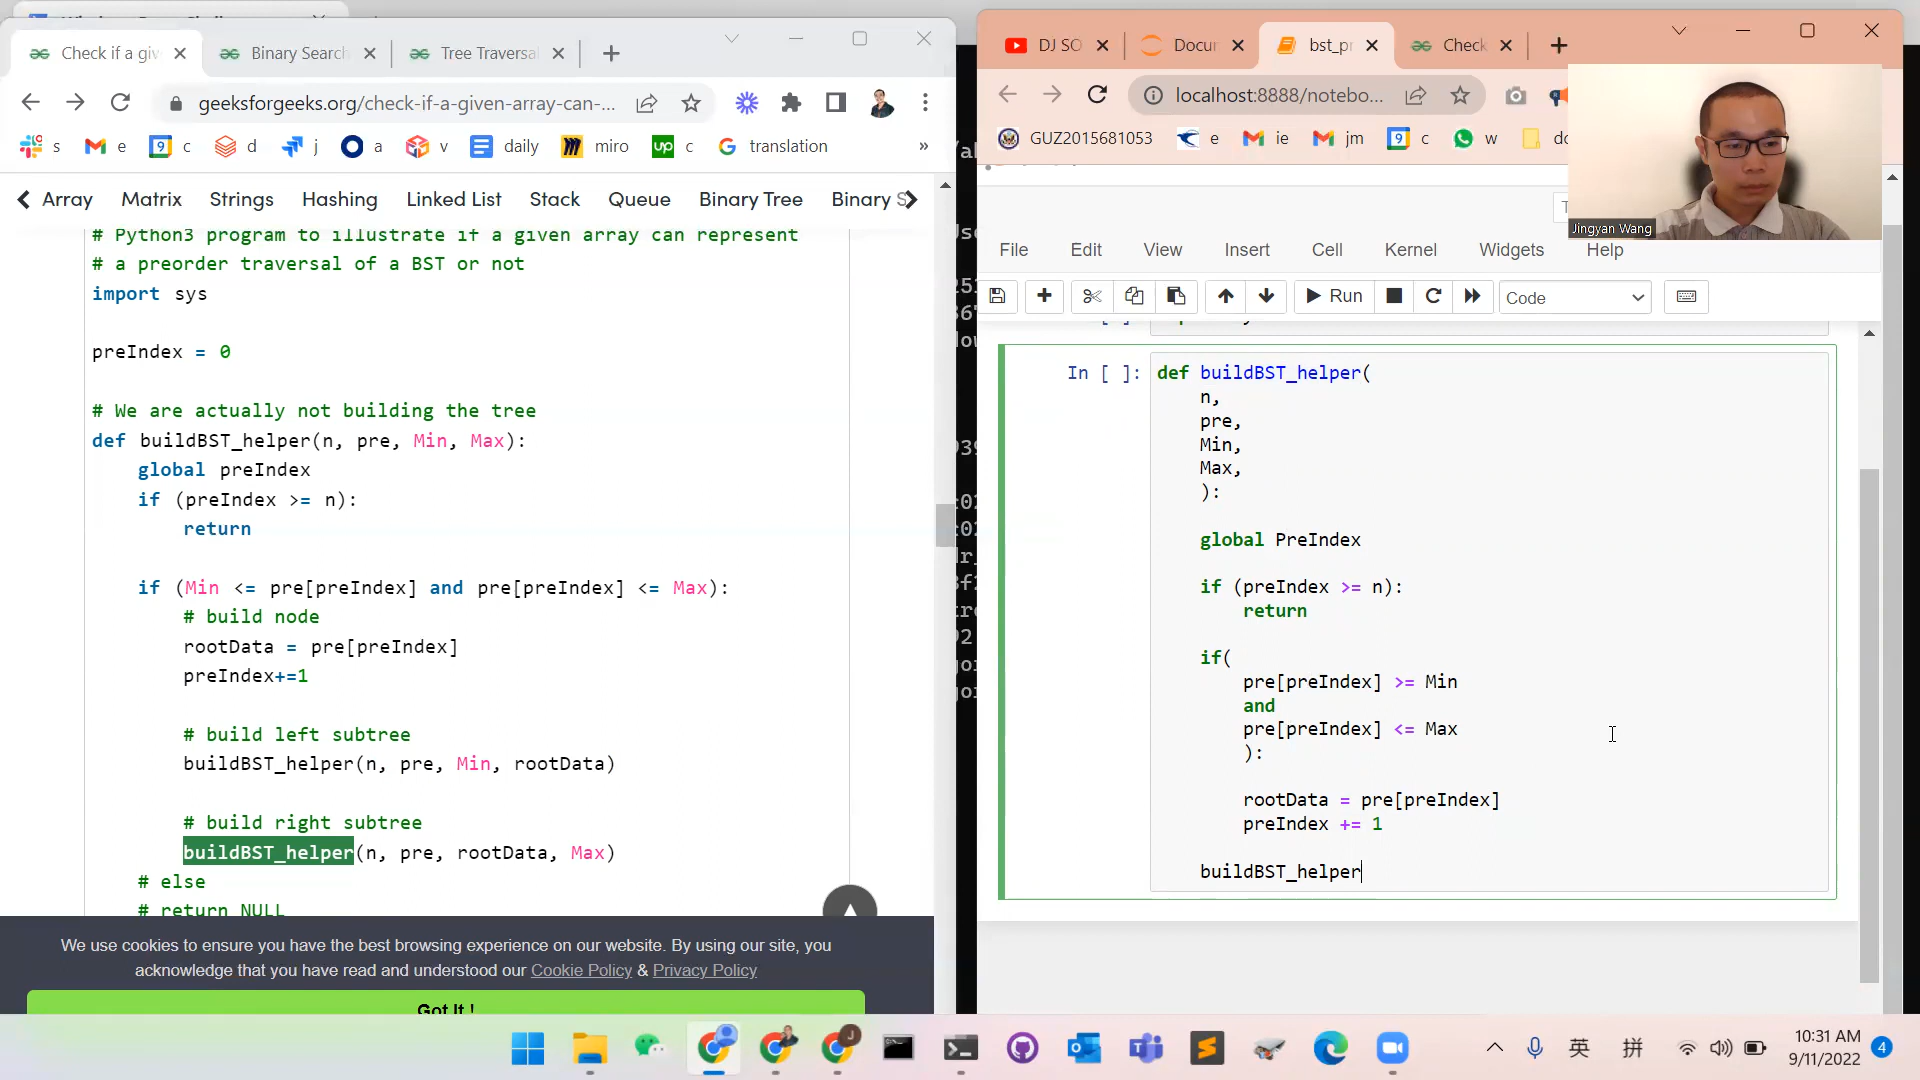 Check if a giv
Binary Search
Tree Traversal
geeksforgeeks.org/check-if-a-given-array-can-...
s
e
c
d
j
a
v
daily
miro
up c
translation
»
Array Matrix Strings Hashing Linked List Stack Queue Binary Tree Binary S
# Python3 program to illustrate if a given array can represent
# a preorder traversal of a BST or not
import sys
preIndex = 0
# We are actually not building the tree
def buildBST_helper(n, pre, Min, Max):
global preIndex
if (preIndex >= n):
return
if (Min <= pre[preIndex] and pre[preIndex] <= Max):
# build node
rootData = pre[preIndex]
preIndex+=1
# build left subtree
buildBST_helper(n, pre, Min, rootData)
# build right subtree
buildBST_helper(n, pre, rootData, Max)
# else
# return NULL
We use cookies to ensure you have the best browsing experience on our website. By using our site, you
acknowledge that you have read and understood our Cookie Policy & Privacy Policy
Got It !
DJ SO
Docur
bst_pr
Check
localhost:8888/notebo...
GUZ2015681053
e
ie
jm
c
w
Jingyan Wang
File Edit View Insert Cell Kernel Widgets Help
Run
Code
In [ ]:
def buildBST_helper(
n,
pre,
Min,
Max,
):
global PreIndex
if (preIndex >= n):
return
if(
pre[preIndex] >= Min
and
pre[preIndex] <= Max
):
rootData = pre[preIndex]
preIndex += 1
buildBST_helper
英
拼
10:31 AM
9/11/2022
4